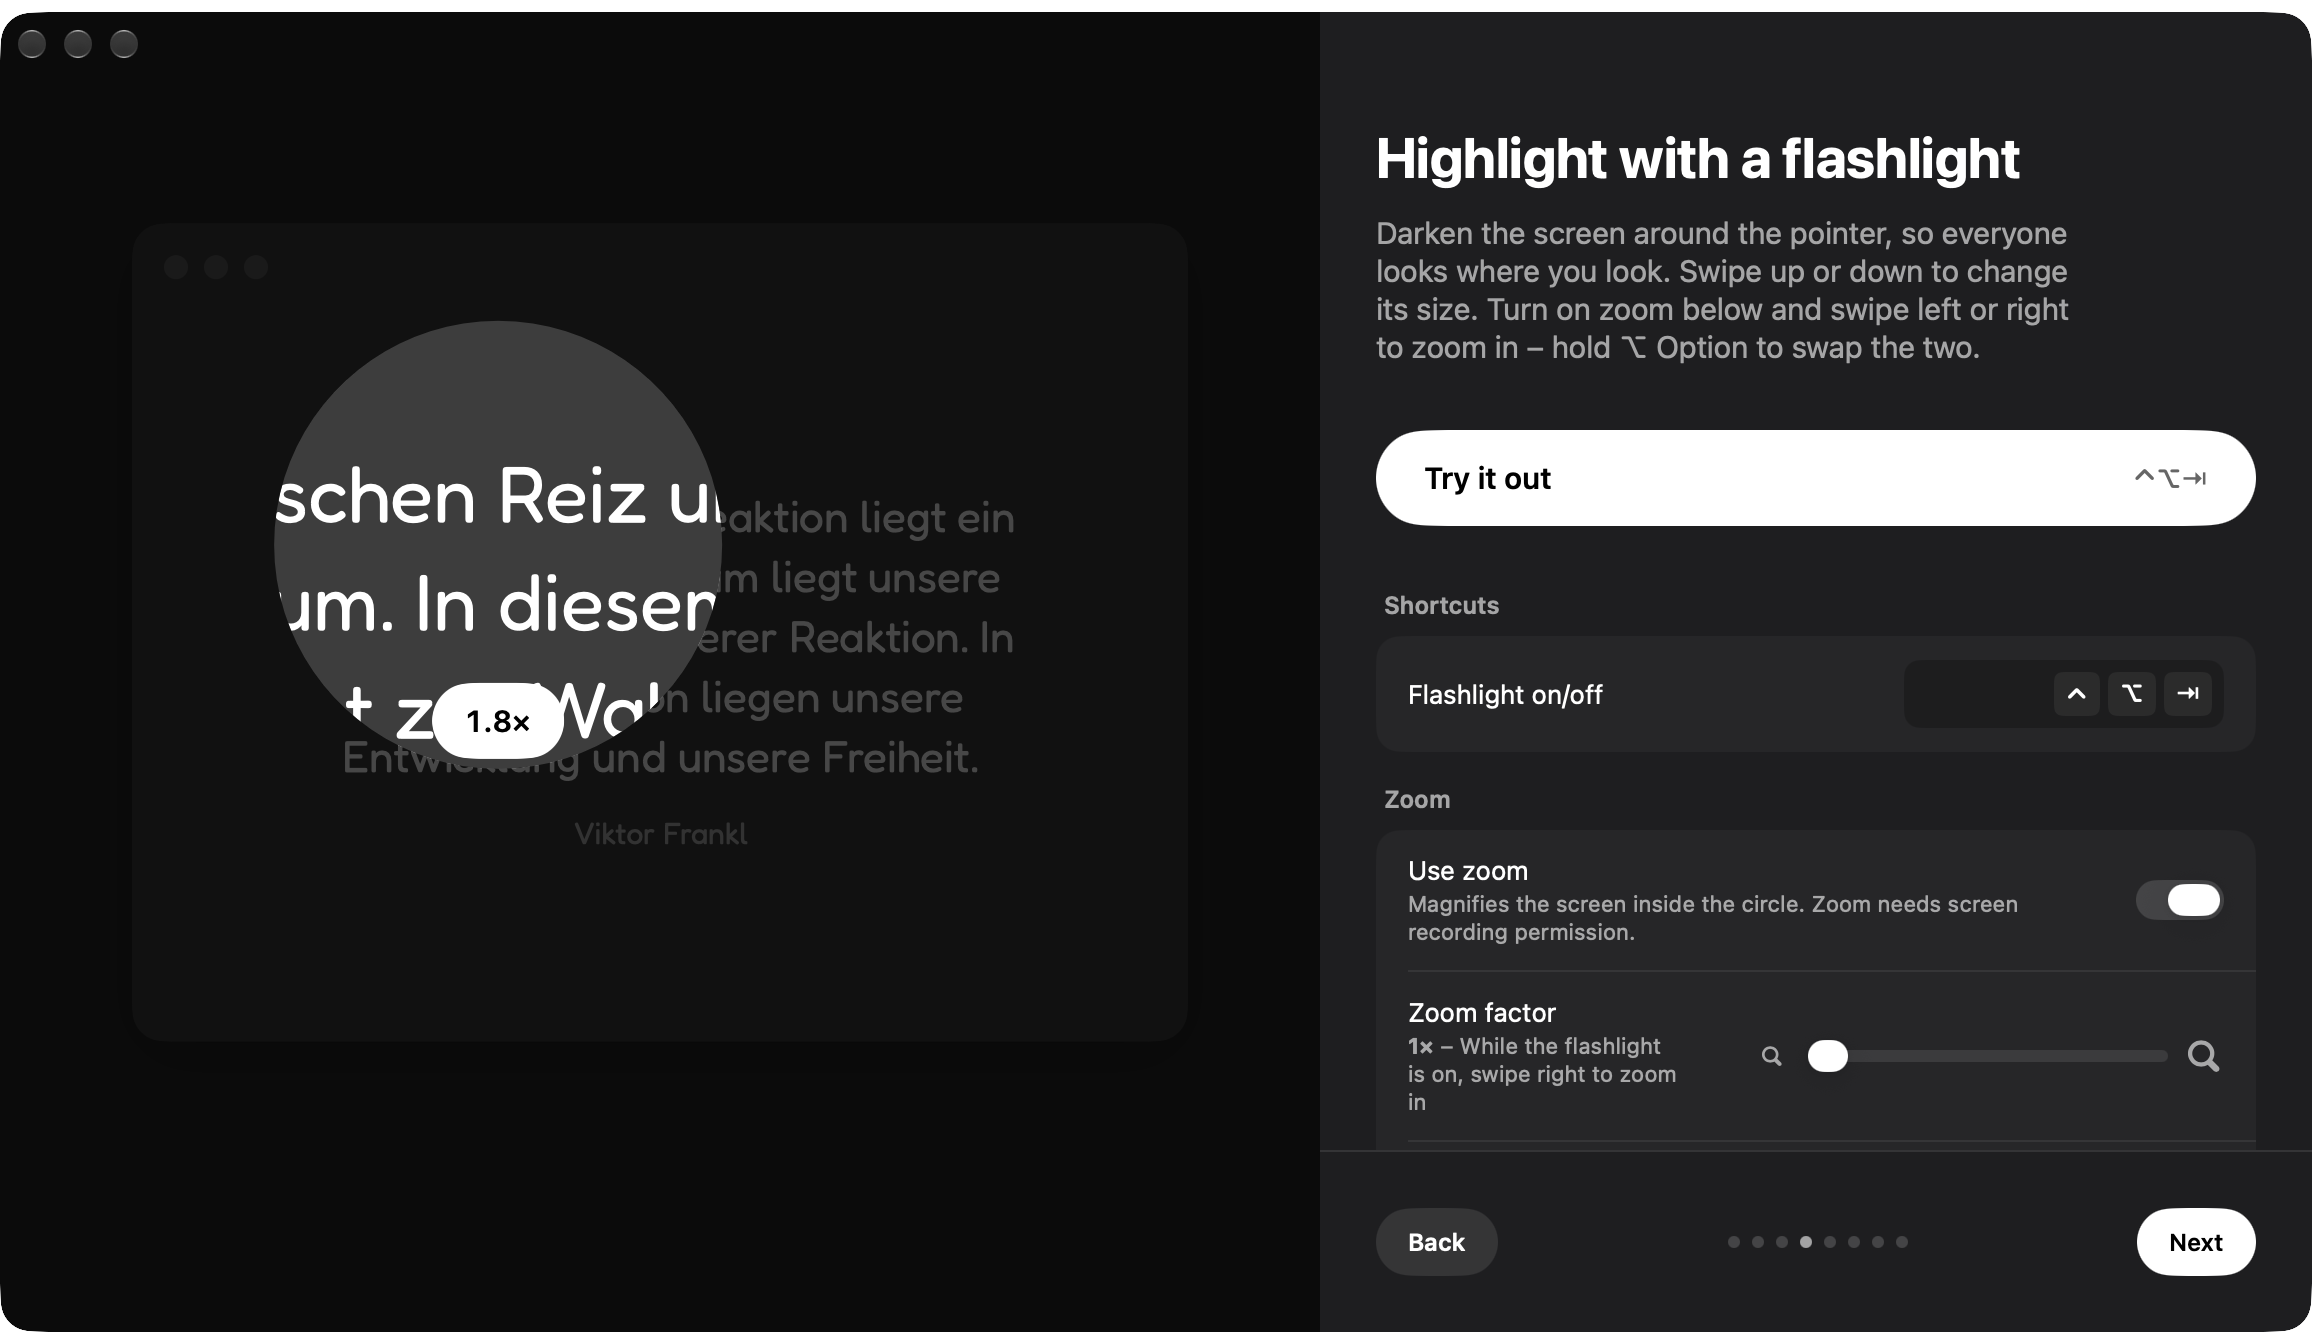 schen Reiz u
um. In dieser
t z Wa
eaktion liegt ein
m liegt unsere
erer Reaktion. In
n liegen unsere
Entwicklung und unsere Freiheit.
1.8×
Viktor Frankl
Highlight with a flashlight
Darken the screen around the pointer, so everyone
looks where you look. Swipe up or down to change
its size. Turn on zoom below and swipe left or right
to zoom in – hold ⌥ Option to swap the two.
Try it out ⌃⌥⇥
Shortcuts
Flashlight on/off ⌃ ⌥ ⇥
Zoom
Use zoom
Magnifies the screen inside the circle. Zoom needs screen
recording permission.
Zoom factor
1× – While the flashlight
is on, swipe right to zoom
in
Back
Next